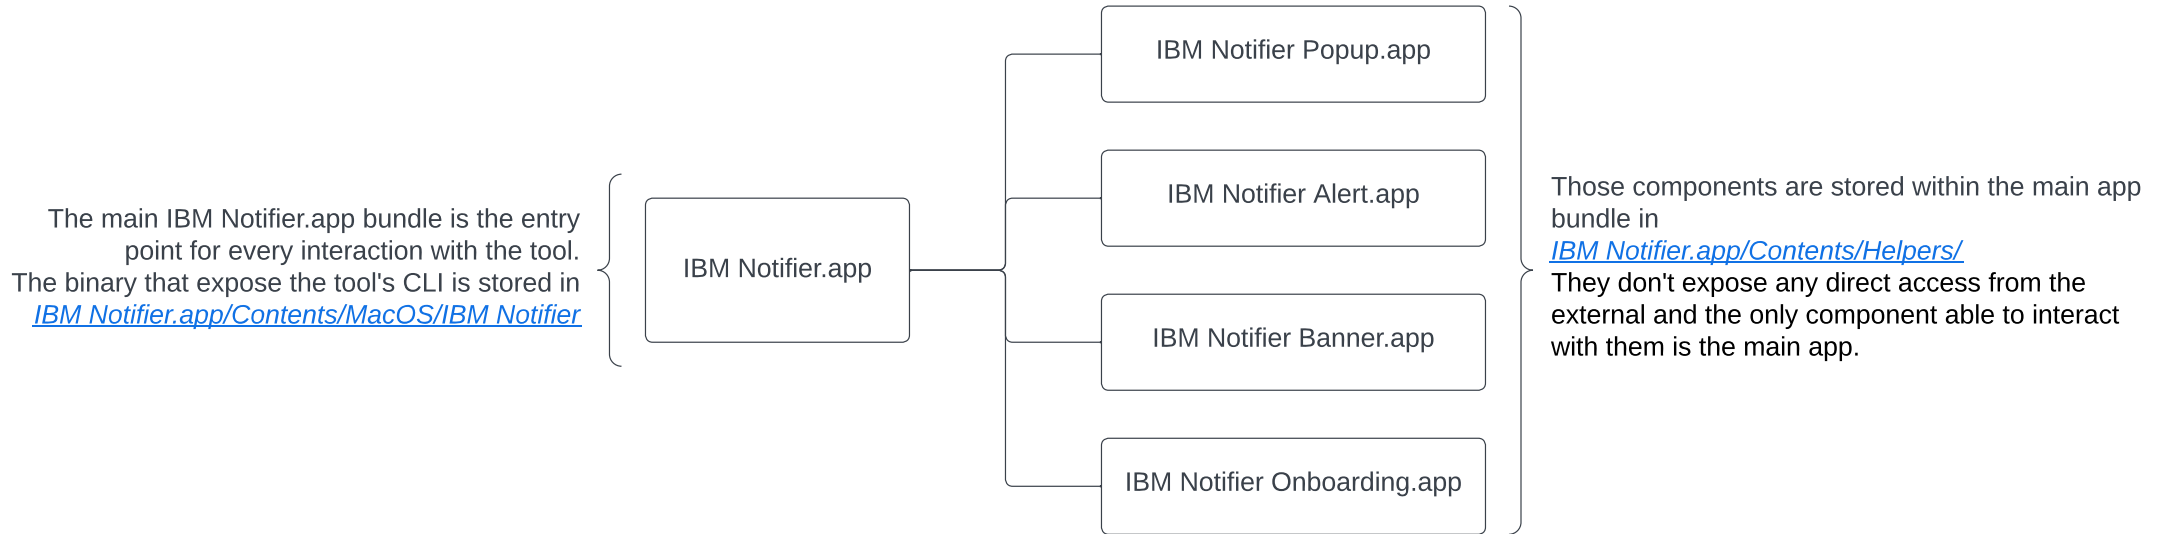 The main IBM Notifier.app bundle is the entry
point for every interaction with the tool.
The binary that expose the tool's CLI is stored in
IBM Notifier.app/Contents/MacOS/IBM Notifier
IBM Notifier.app
IBM Notifier Popup.app
IBM Notifier Alert.app
IBM Notifier Banner.app
IBM Notifier Onboarding.app
Those components are stored within the main app
bundle in
IBM Notifier.app/Contents/Helpers/
They don't expose any direct access from the
external and the only component able to interact
with them is the main app.